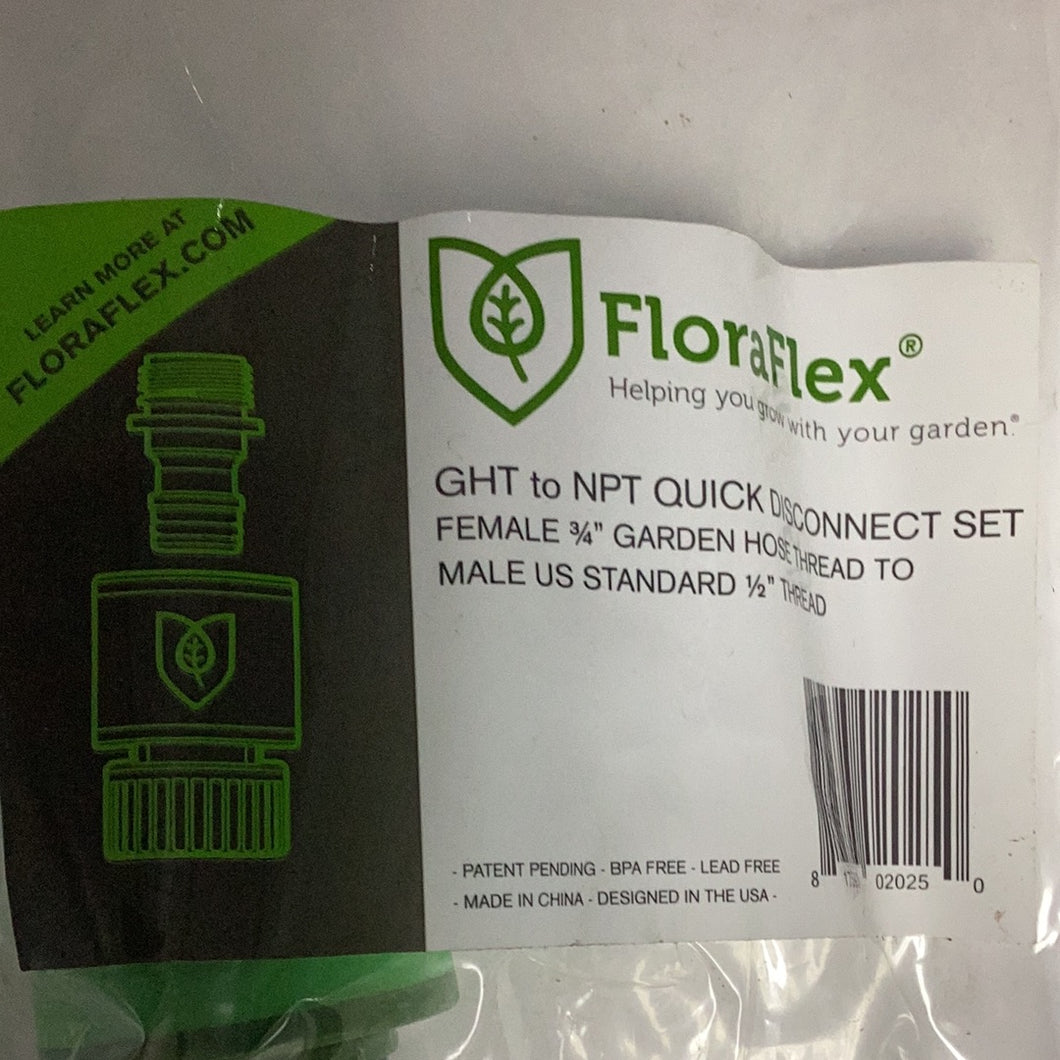 LEARN MORE AT
FLORAFLEX.COM
FloraFlex®
Helping you grow with your garden.®
GHT to NPT QUICK DISCONNECT SET
FEMALE ¾" GARDEN HOSE THREAD TO
MALE US STANDARD ½" THREAD
- PATENT PENDING - BPA FREE - LEAD FREE
- MADE IN CHINA - DESIGNED IN THE USA -
8 02025 0